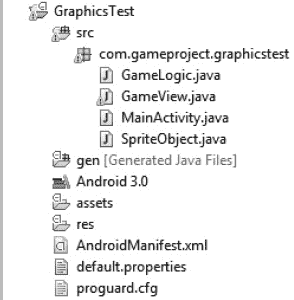 GraphicsTest
src
com.gameproject.graphicstest
GameLogic.java
GameView.java
MainActivity.java
SpriteObject.java
gen [Generated Java Files]
Android 3.0
assets
res
AndroidManifest.xml
default.properties
proguard.cfg